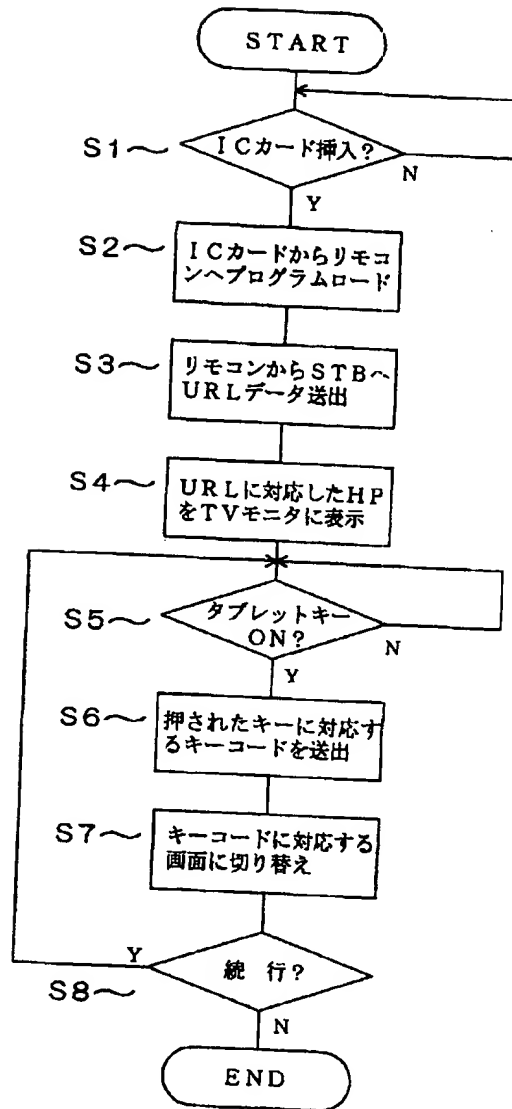 START
S1~
ICカード挿入?
N
Y
S2~
ICカードからリモコ
ンへプログラムロード
S3~
リモコンからSTBへ
URLデータ送出
S4~
URLに対応したHP
をTVモニタに表示
S5~
タブレットキー
ON?
N
Y
S6~
押されたキーに対応す
るキーコードを送出
S7~
キーコードに対応する
画面に切り替え
Y
S8~
続 行?
N
END